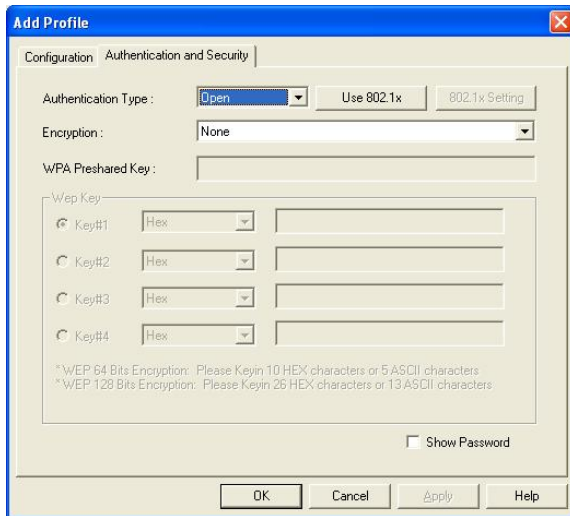 Add Profile
Configuration Authentication and Security
Authentication Type : Open Use 802.1x 802.1x Setting
Encryption : None
WPA Preshared Key :
Wep Key
Key#1 Hex
Key#2 Hex
Key#3 Hex
Key#4 Hex
* WEP 64 Bits Encryption: Please Keyin 10 HEX characters or 5 ASCII characters
* WEP 128 Bits Encryption: Please Keyin 26 HEX characters or 13 ASCII characters
Show Password
OK Cancel Apply Help